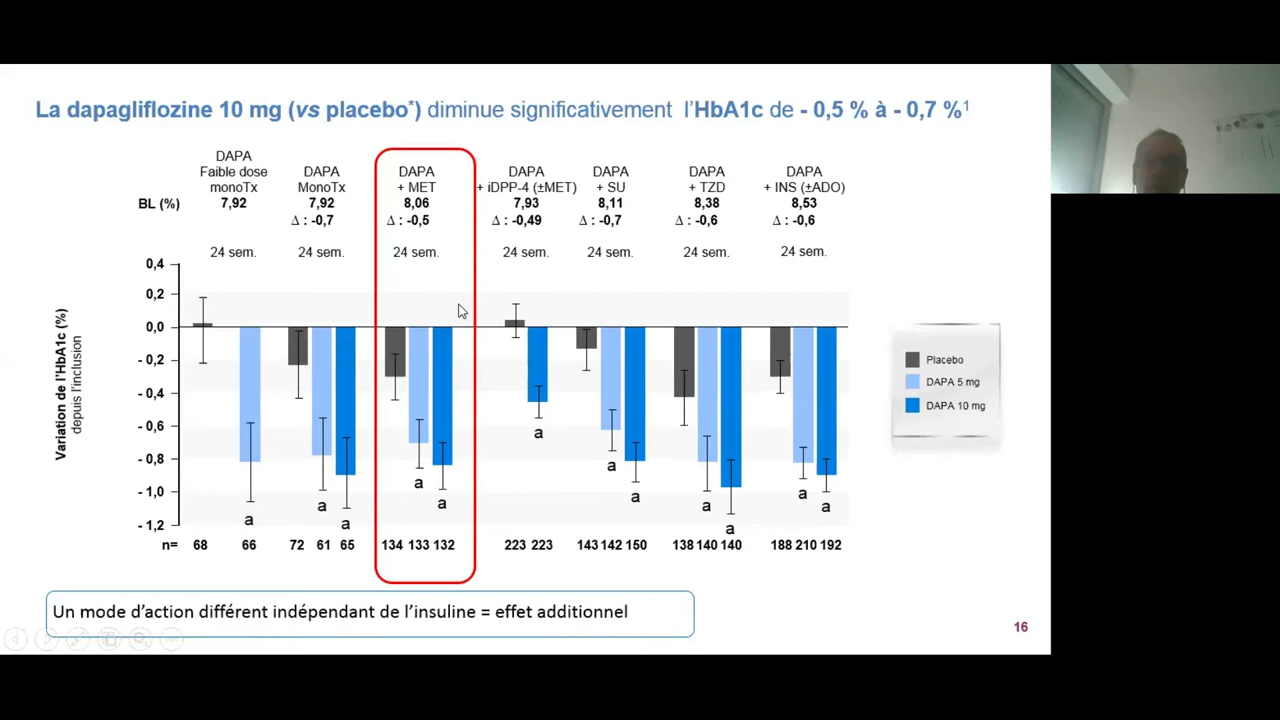 La dapagliflozine 10 mg (vs placebo*) diminue significativement l'HbA1c de - 0,5 % à - 0,7 %¹
DAPA
Faible dose
monoTx
DAPA
MonoTx
DAPA
+ MET
DAPA
+ iDPP-4 (±MET)
DAPA
+ SU
DAPA
+ TZD
DAPA
+ INS (±ADO)
BL (%) 7,92 7,92 8,06 7,93 8,11 8,38 8,53
Δ : -0,7 Δ : -0,5 Δ : -0,49 Δ : -0,7 Δ : -0,6 Δ : -0,6
24 sem. 24 sem. 24 sem. 24 sem. 24 sem. 24 sem. 24 sem.
Variation de l'HbA1c (%)
depuis l'inclusion
0,4
0,2
0,0
- 0,2
- 0,4
- 0,6
- 0,8
- 1,0
- 1,2
a
a
a
a
a
a
a
a
a
a
a
a
Placebo
DAPA 5 mg
DAPA 10 mg
n= 68 66 72 61 65 134 133 132 223 223 143 142 150 138 140 140 188 210 192
Un mode d'action différent indépendant de l'insuline = effet additionnel
16